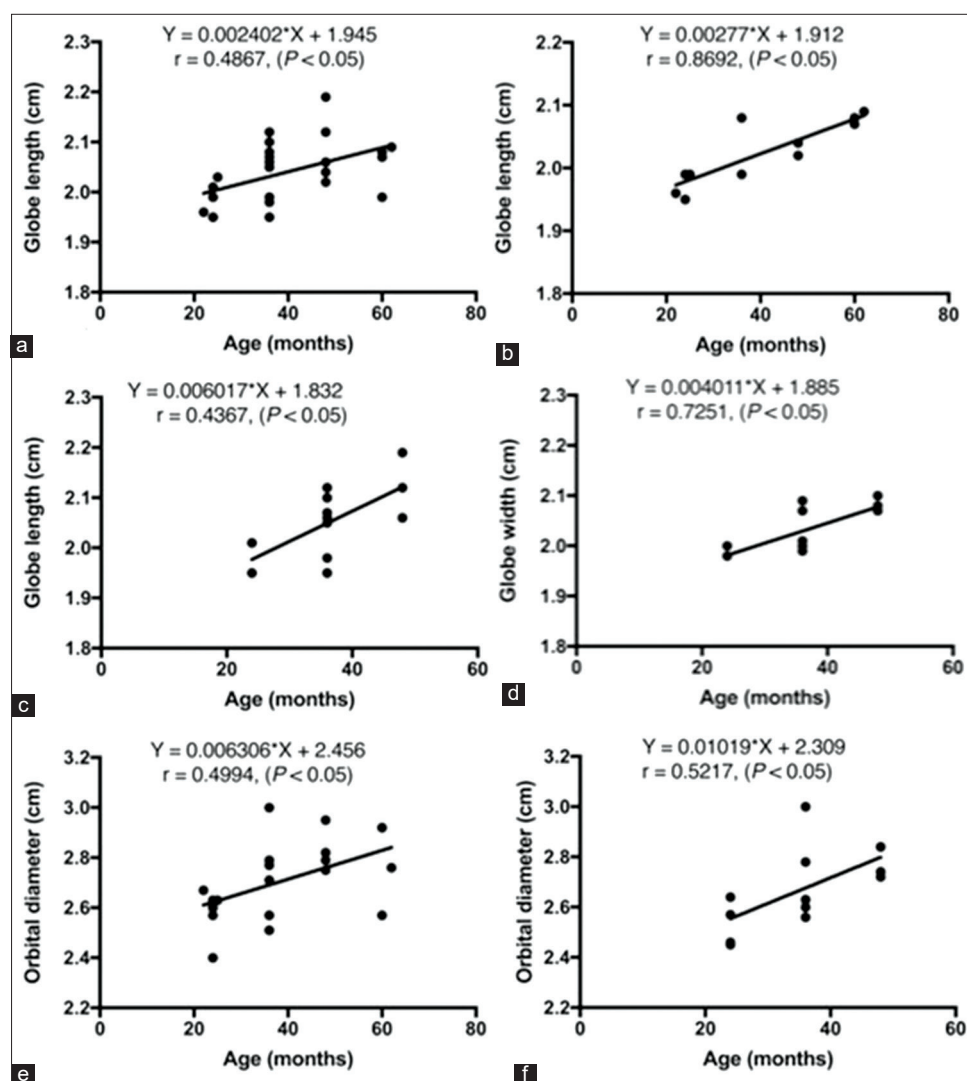 Y = 0.002402*X + 1.945
r = 0.4867, (P < 0.05)
2.3
2.2
2.1
2.0
1.9
1.8
Globe length (cm)
0 20 40 60 80
Age (months)
a
Y = 0.00277*X + 1.912
r = 0.8692, (P < 0.05)
2.2
2.1
2.0
1.9
1.8
Globe length (cm)
0 20 40 60 80
Age (months)
b
Y = 0.006017*X + 1.832
r = 0.4367, (P < 0.05)
2.3
2.2
2.1
2.0
1.9
1.8
Globe length (cm)
0 20 40 60
Age (months)
c
Y = 0.004011*X + 1.885
r = 0.7251, (P < 0.05)
2.3
2.2
2.1
2.0
1.9
1.8
Globe width (cm)
0 20 40 60
Age (months)
d
Y = 0.006306*X + 2.456
r = 0.4994, (P < 0.05)
3.2
3.0
2.8
2.6
2.4
2.2
Orbital diameter (cm)
0 20 40 60 80
Age (months)
e
Y = 0.01019*X + 2.309
r = 0.5217, (P < 0.05)
3.2
3.0
2.8
2.6
2.4
2.2
Orbital diameter (cm)
0 20 40 60
Age (months)
f